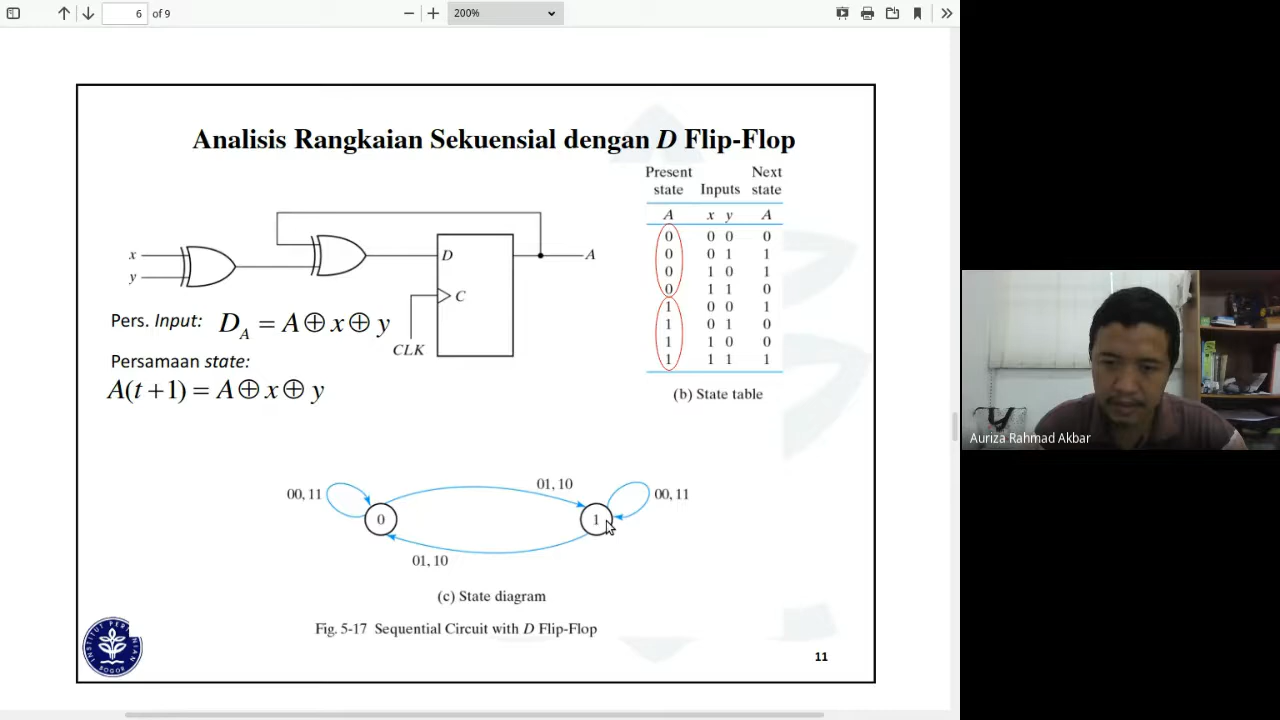 6 of 9
200%
Analisis Rangkaian Sekuensial dengan D Flip-Flop
x
y
D
C
A
CLK
Pers. Input: D_A = A ⊕ x ⊕ y
Persamaan state:
A(t+1) = A ⊕ x ⊕ y
Present Next
state Inputs state
A x y A
0 0 0 0
0 0 1 1
0 1 0 1
0 1 1 0
1 0 0 1
1 0 1 0
1 1 0 0
1 1 1 1
(b) State table
00, 11
0
01, 10
1
00, 11
01, 10
(c) State diagram
Fig. 5-17 Sequential Circuit with D Flip-Flop
BOGOR
11
Auriza Rahmad Akbar